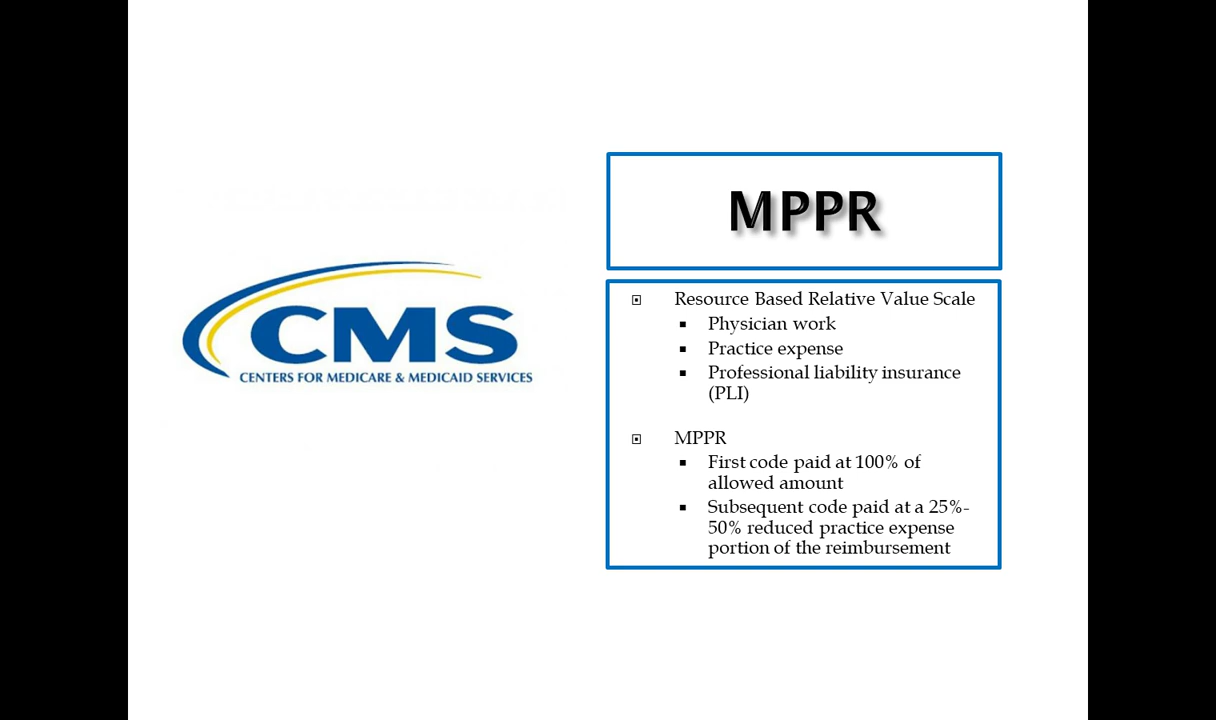 CMS
CENTERS FOR MEDICARE & MEDICAID SERVICES
MPPR
Resource Based Relative Value Scale
Physician work
Practice expense
Professional liability insurance
(PLI)
MPPR
First code paid at 100% of
allowed amount
Subsequent code paid at a 25%-
50% reduced practice expense
portion of the reimbursement